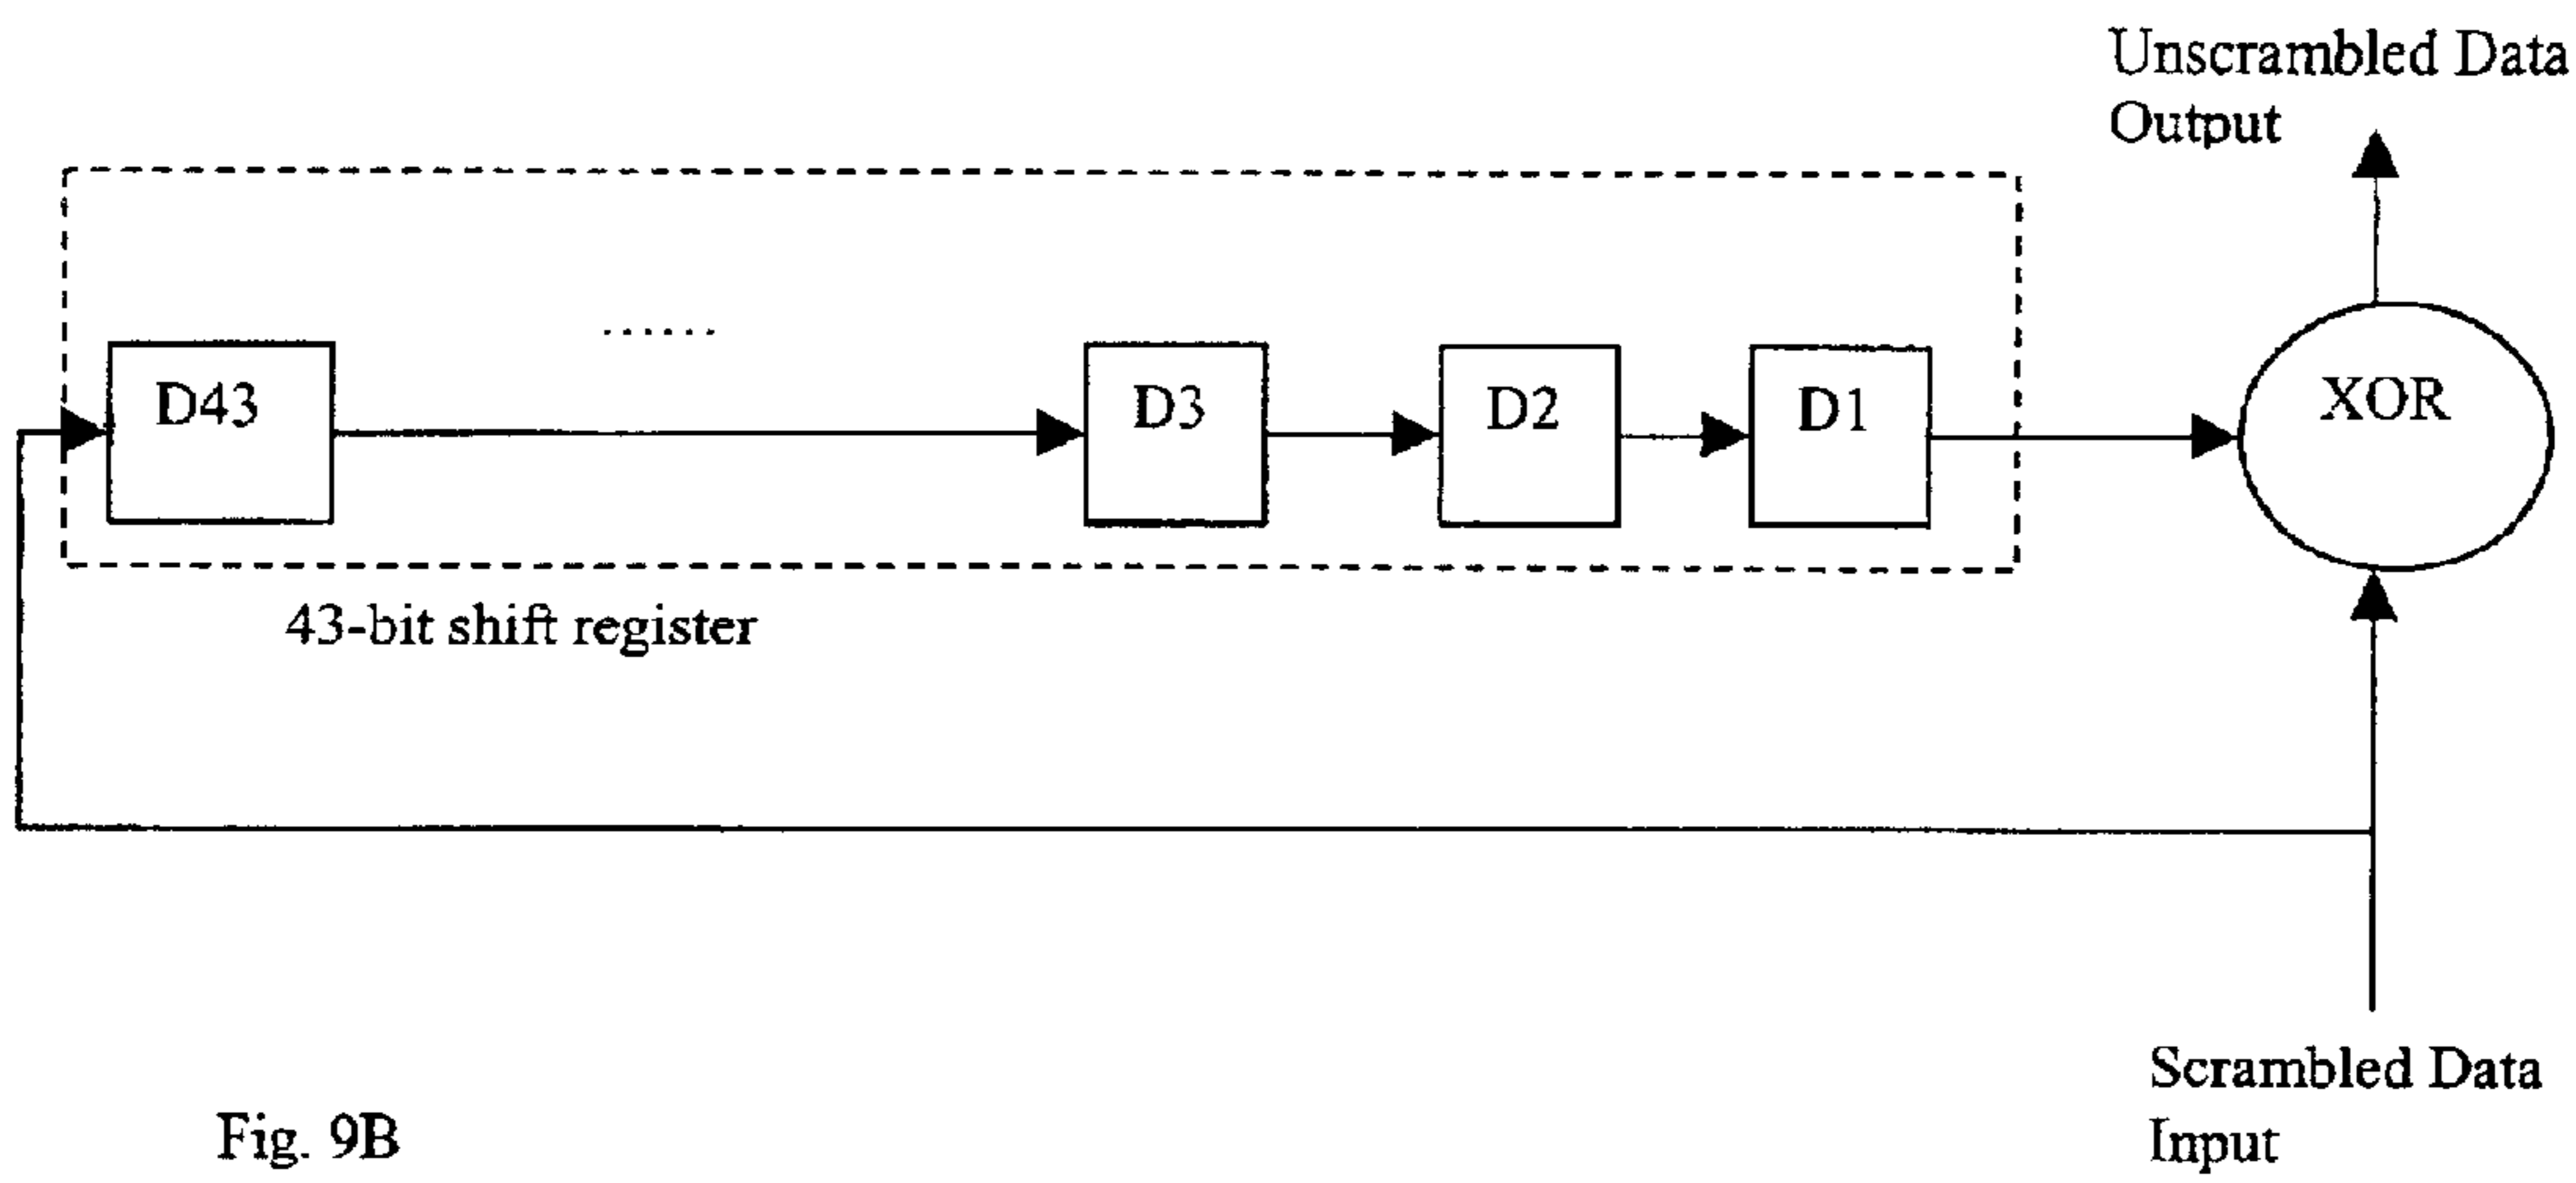 Unscrambled Data
Output
......
D43
D3
D2
D1
XOR
43-bit shift register
Scrambled Data
Input
Fig. 9B